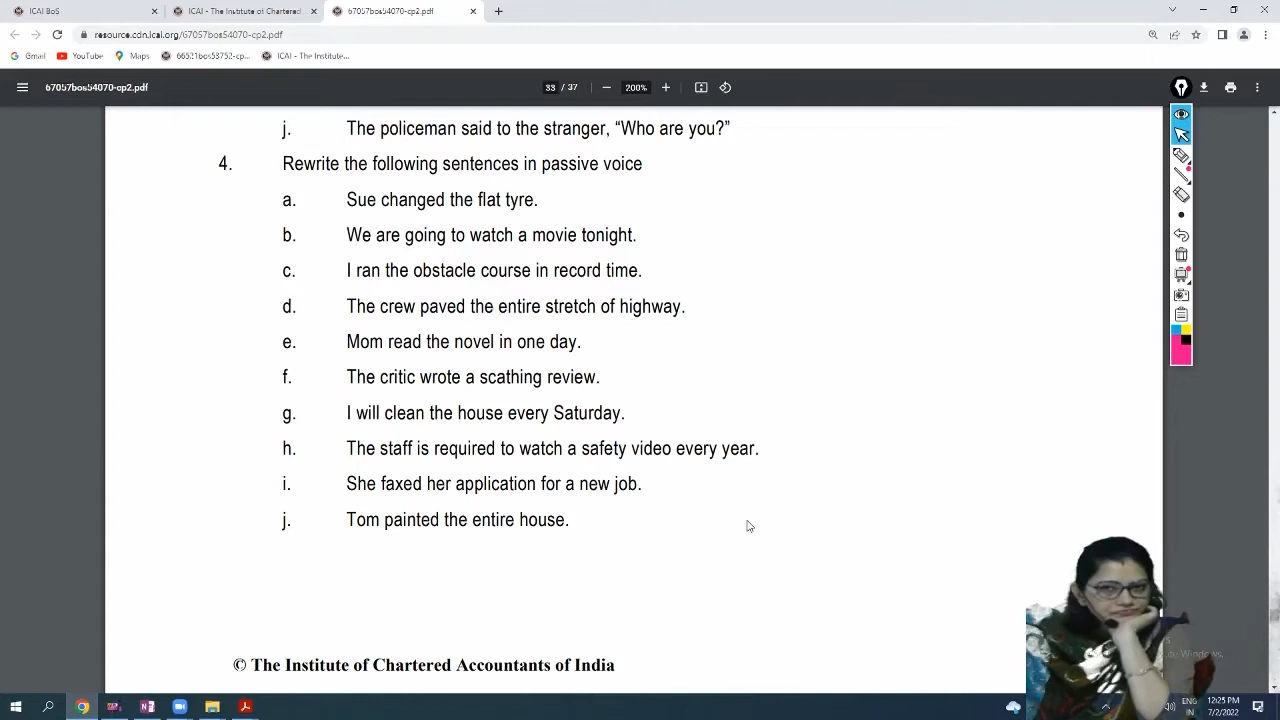 ICAI BoS
ICAI - The Institute of Chartered
67057bos54070-cp2.pdf
resource.cdn.icai.org/67057bos54070-cp2.pdf
Gmail YouTube Maps 66521bos53752-cp... ICAI - The Institute...
67057bos54070-cp2.pdf 33 / 37 200%
j. The policeman said to the stranger, “Who are you?”
4. Rewrite the following sentences in passive voice
a. Sue changed the flat tyre.
b. We are going to watch a movie tonight.
c. I ran the obstacle course in record time.
d. The crew paved the entire stretch of highway.
e. Mom read the novel in one day.
f. The critic wrote a scathing review.
g. I will clean the house every Saturday.
h. The staff is required to watch a safety video every year.
i. She faxed her application for a new job.
j. Tom painted the entire house.
© The Institute of Chartered Accountants of India
Windows.
ENG 12:25 PM
IN 7/2/2022